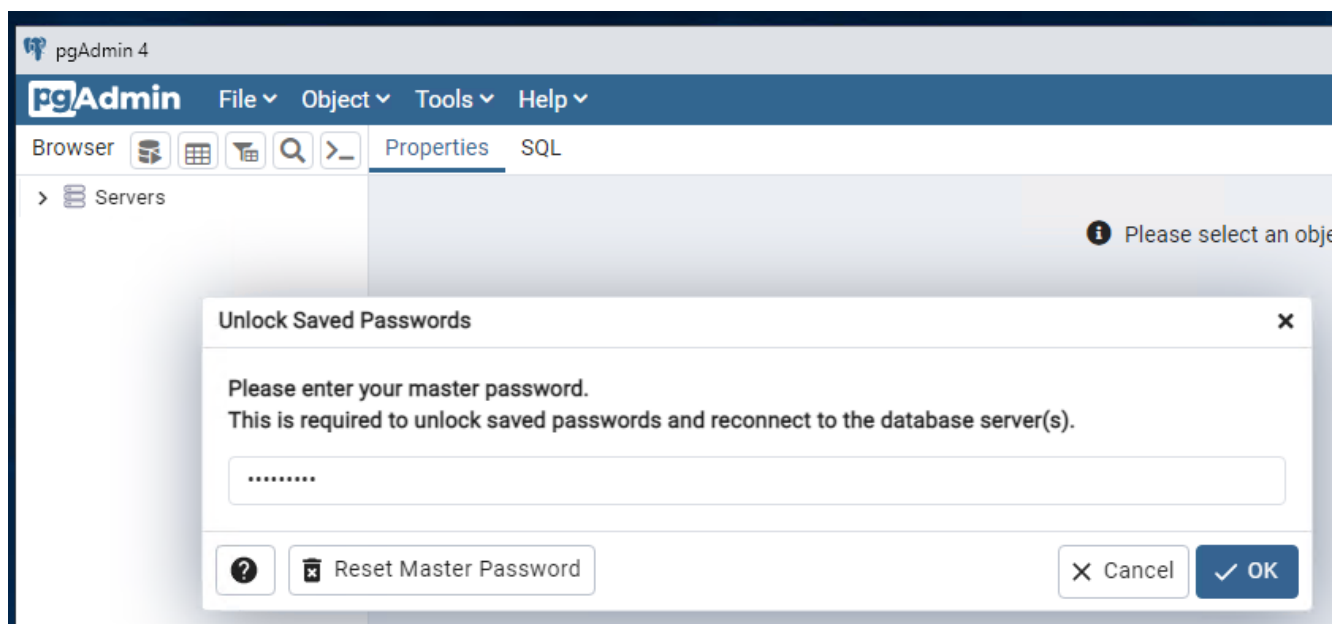 pgAdmin 4
pgAdmin File Object Tools Help
Browser Properties SQL
Servers
Please select an obje
Unlock Saved Passwords
Please enter your master password.
This is required to unlock saved passwords and reconnect to the database server(s).
•••••••••
Reset Master Password Cancel OK